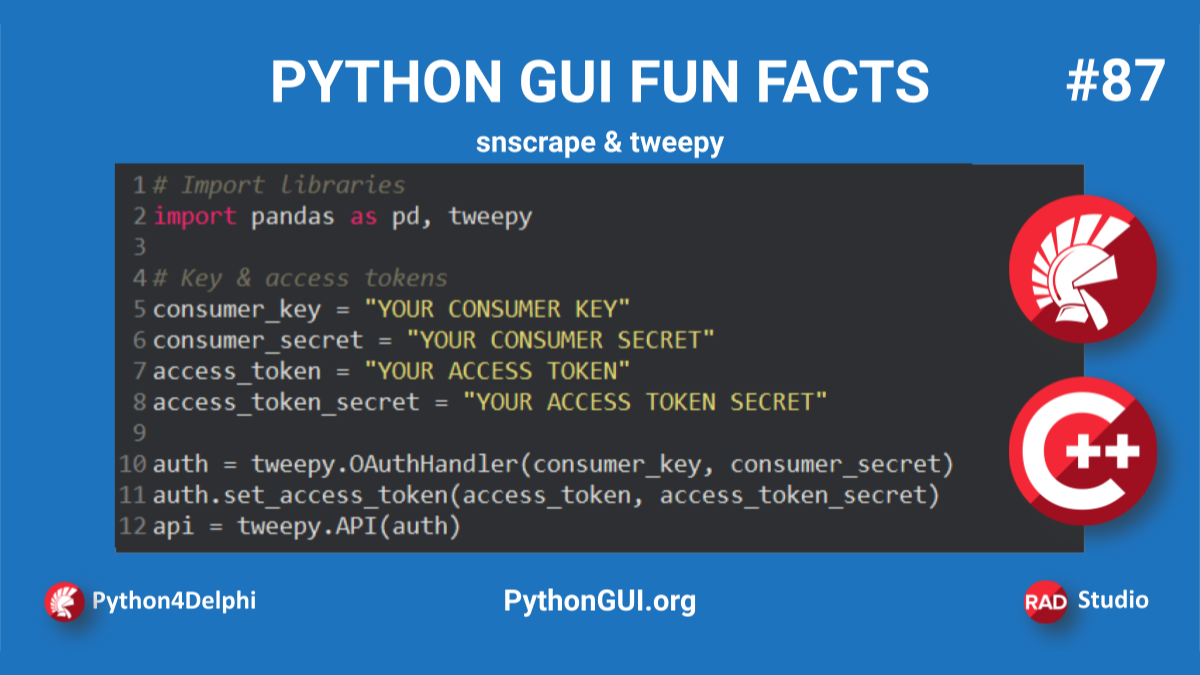 PYTHON GUI FUN FACTS
#87
snscrape & tweepy
1 # Import libraries
2 import pandas as pd, tweepy
3
4 # Key & access tokens
5 consumer_key = "YOUR CONSUMER KEY"
6 consumer_secret = "YOUR CONSUMER SECRET"
7 access_token = "YOUR ACCESS TOKEN"
8 access_token_secret = "YOUR ACCESS TOKEN SECRET"
9
10 auth = tweepy.OAuthHandler(consumer_key, consumer_secret)
11 auth.set_access_token(access_token, access_token_secret)
12 api = tweepy.API(auth)
C++
Python4Delphi
PythonGUI.org
RAD Studio